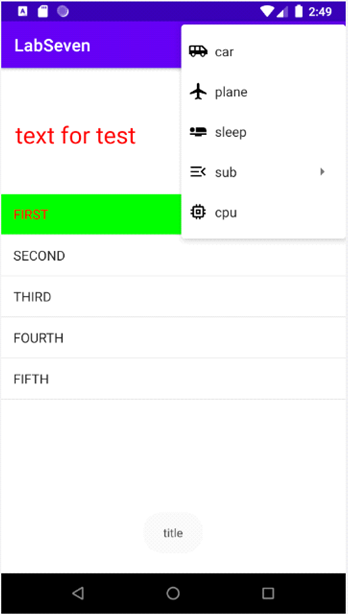 2:49
LabSeven
car
plane
text for test
sleep
sub
FIRST
cpu
SECOND
THIRD
FOURTH
FIFTH
title